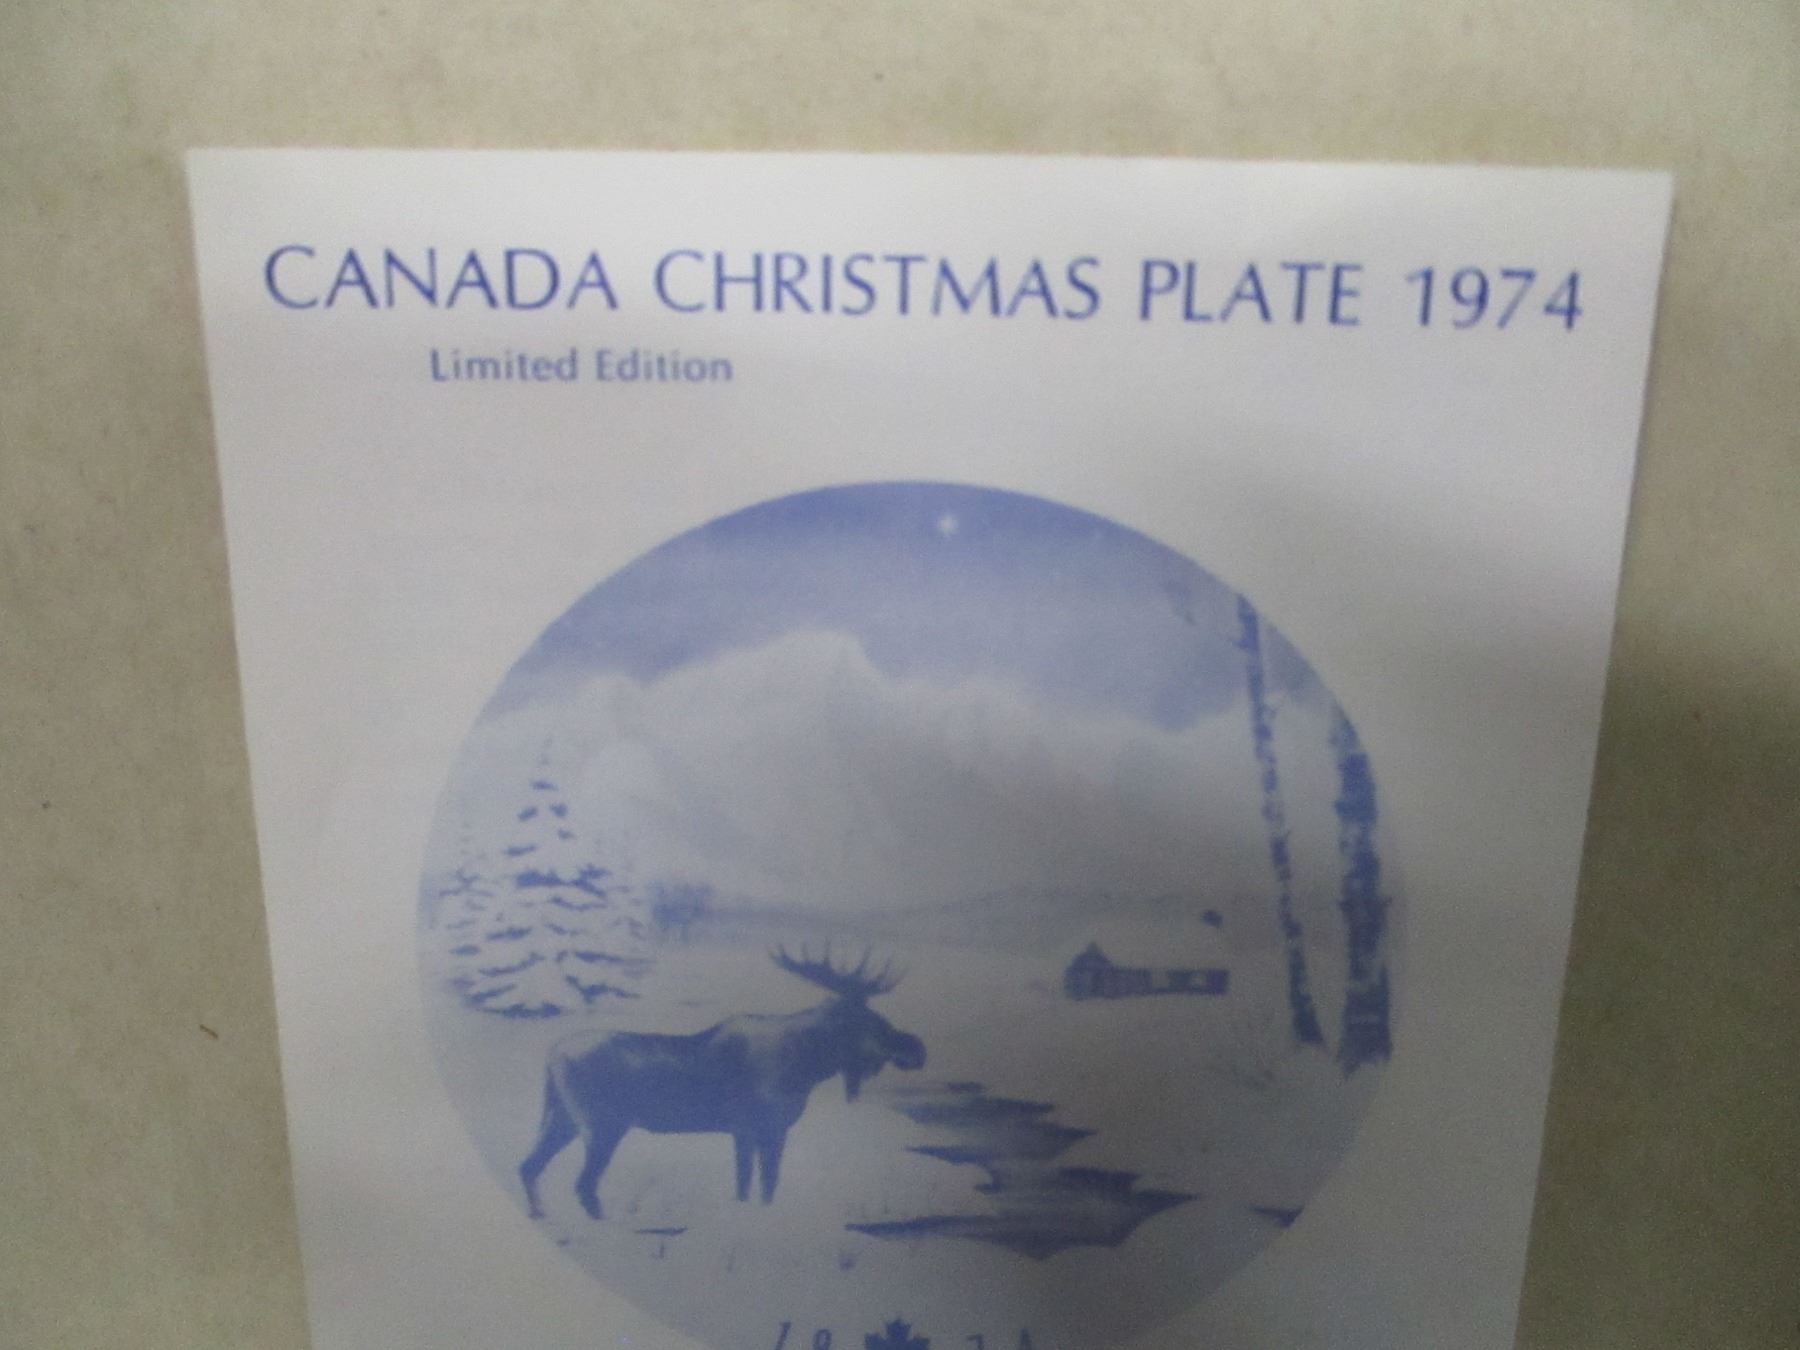 CANADA CHRISTMAS PLATE 1974
Limited Edition